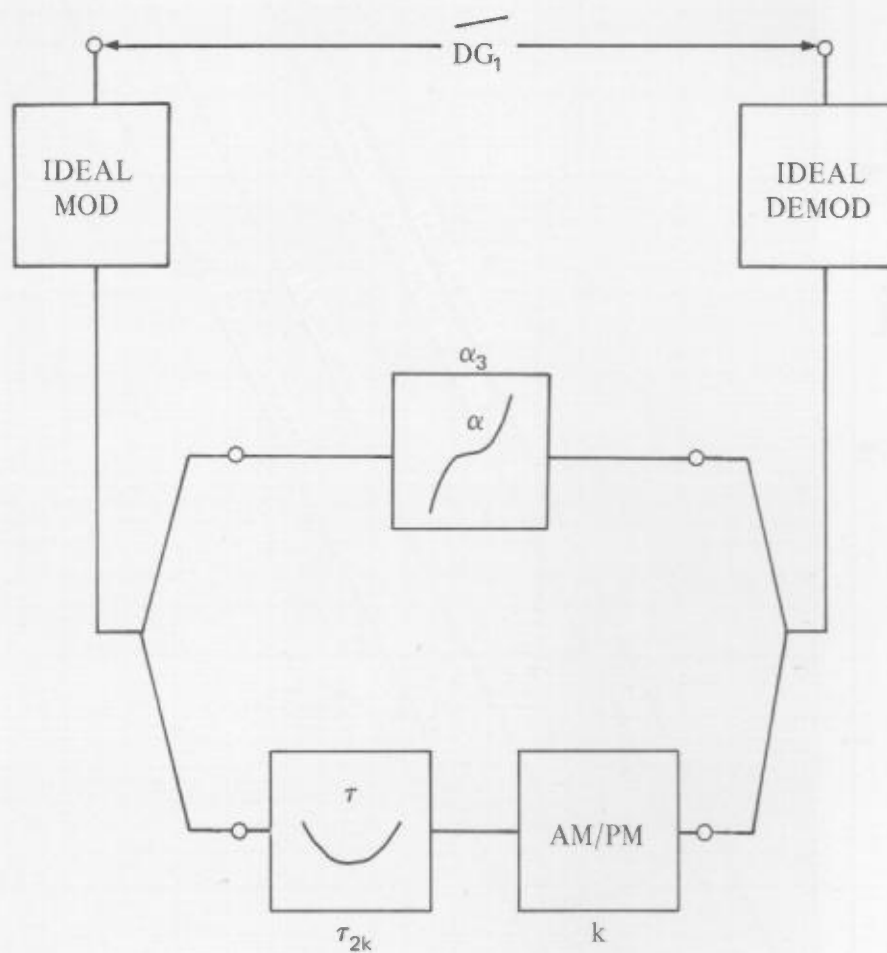 DG₁
IDEAL
MOD
IDEAL
DEMOD
α₃
α
τ
AM/PM
τ₂ₖ
k